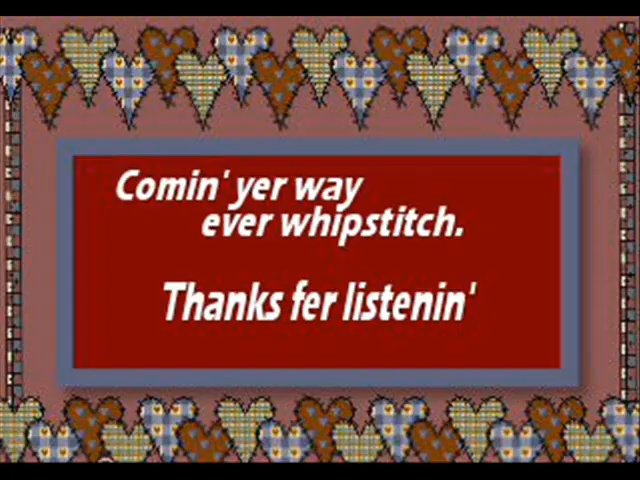 Comin' yer way
ever whipstitch.
Thanks fer listenin'